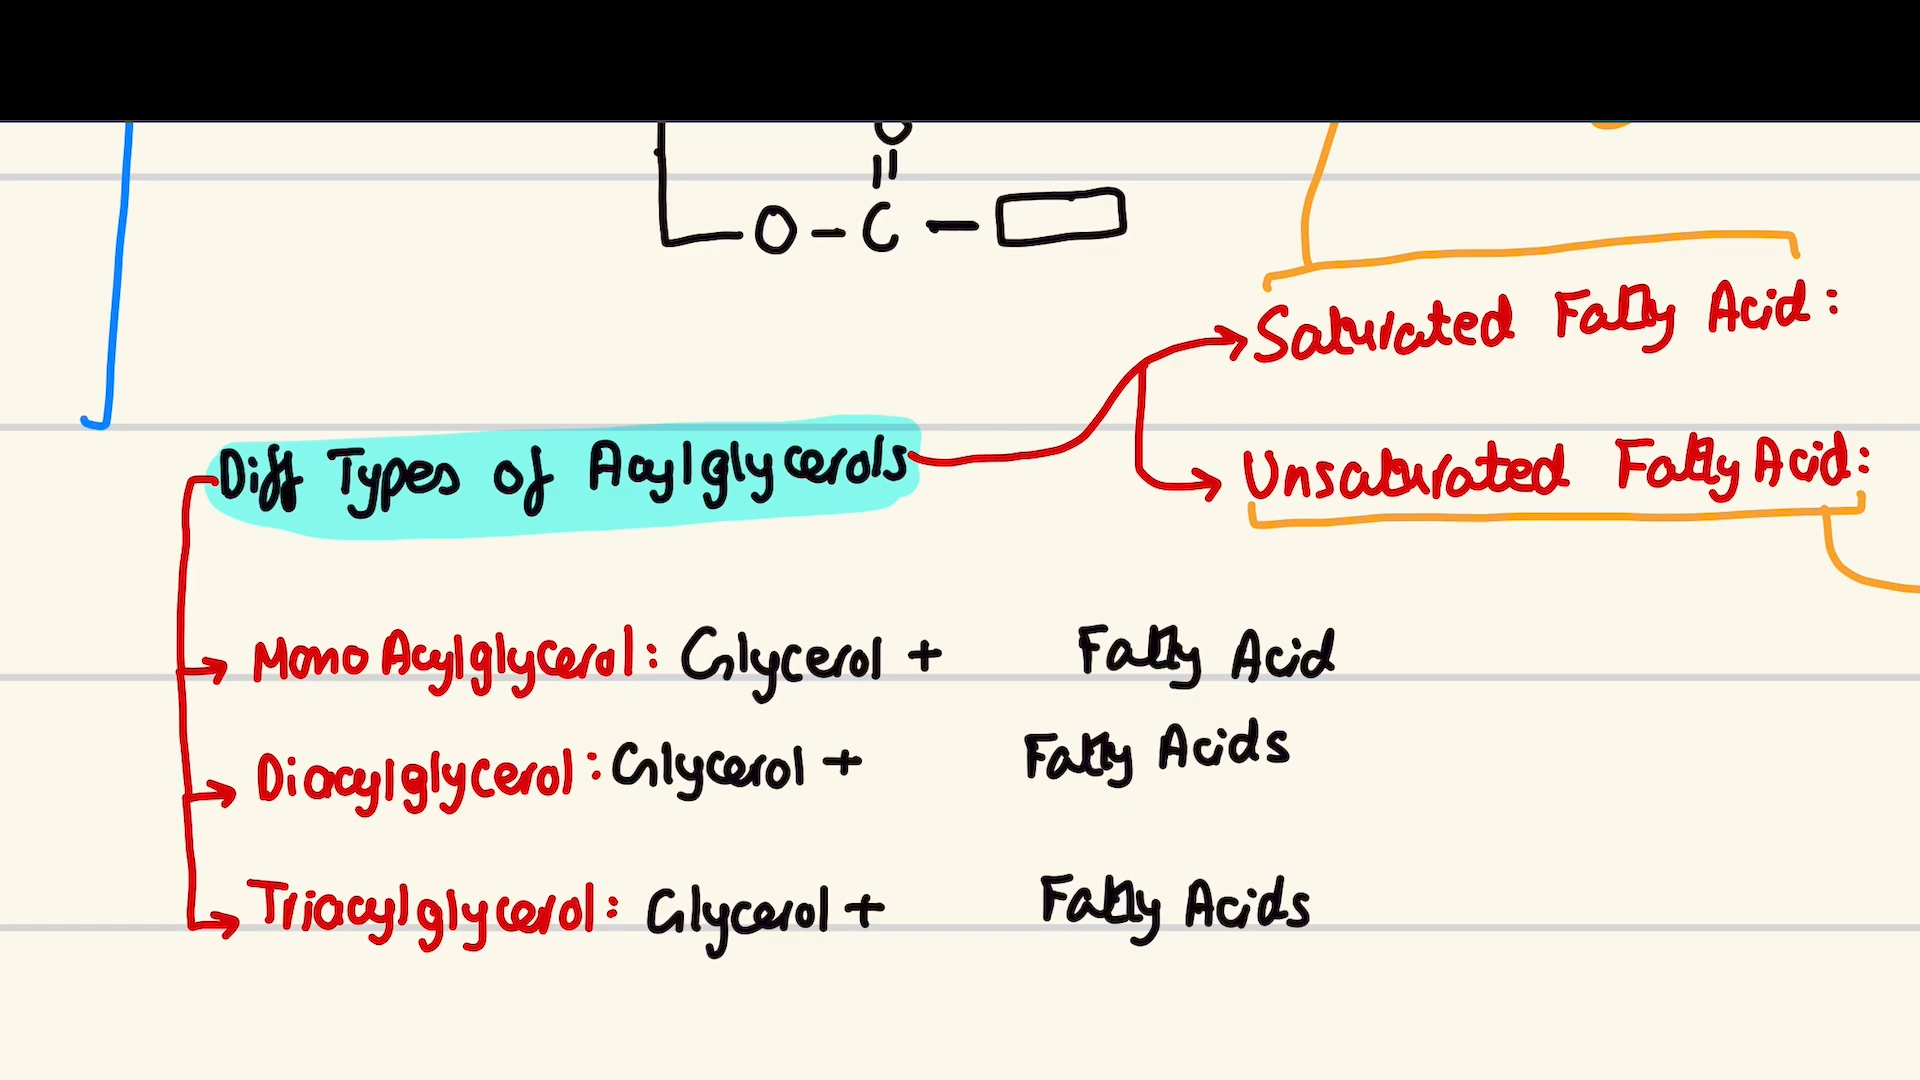 O
||
O - C -
Saturated Fatty Acid:
Diff Types of Acylglycerols
Unsaturated Fatty Acid:
Mono Acylglycerol: Glycerol + Fatty Acid
Diacylglycerol: Glycerol + Fatty Acids
Triacylglycerol: Glycerol + Fatty Acids